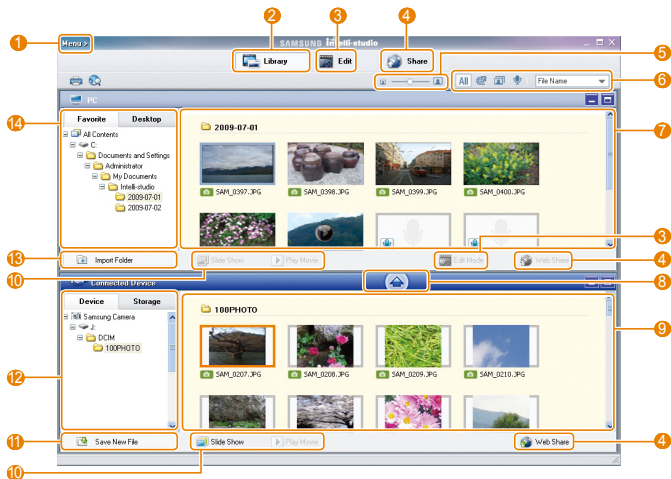 1
2
3
4
Menu >
SAMSUNG intelli-studio
Library
Edit
Share
5
All
File Name
6
PC
14
Favorite
Desktop
All Contents
C:
Documents and Settings
Administrator
My Documents
Intelli-studio
2009-07-01
2009-07-02
2009-07-01
7
SAM_0397.JPG
SAM_0398.JPG
SAM_0399.JPG
SAM_0400.JPG
13
Import Folder
Slide Show
Play Movie
Edit Mode
Web Share
3
4
10
8
Connected Device
Device
Storage
Samsung Camera
J:
DCIM
100PHOTO
12
100PHOTO
9
SAM_0207.JPG
SAM_0208.JPG
SAM_0209.JPG
SAM_0210.JPG
11
Save New File
Slide Show
Play Movie
Web Share
4
10